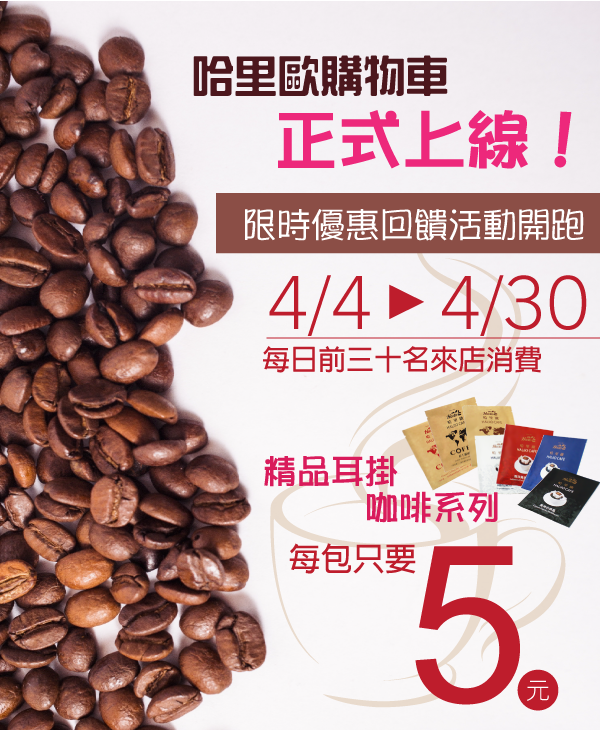 哈里歐購物車
正式上線！
限時優惠回饋活動開跑
4/4 ▶ 4/30
每日前三十名來店消費
精品耳掛
咖啡系列
每包只要
5元